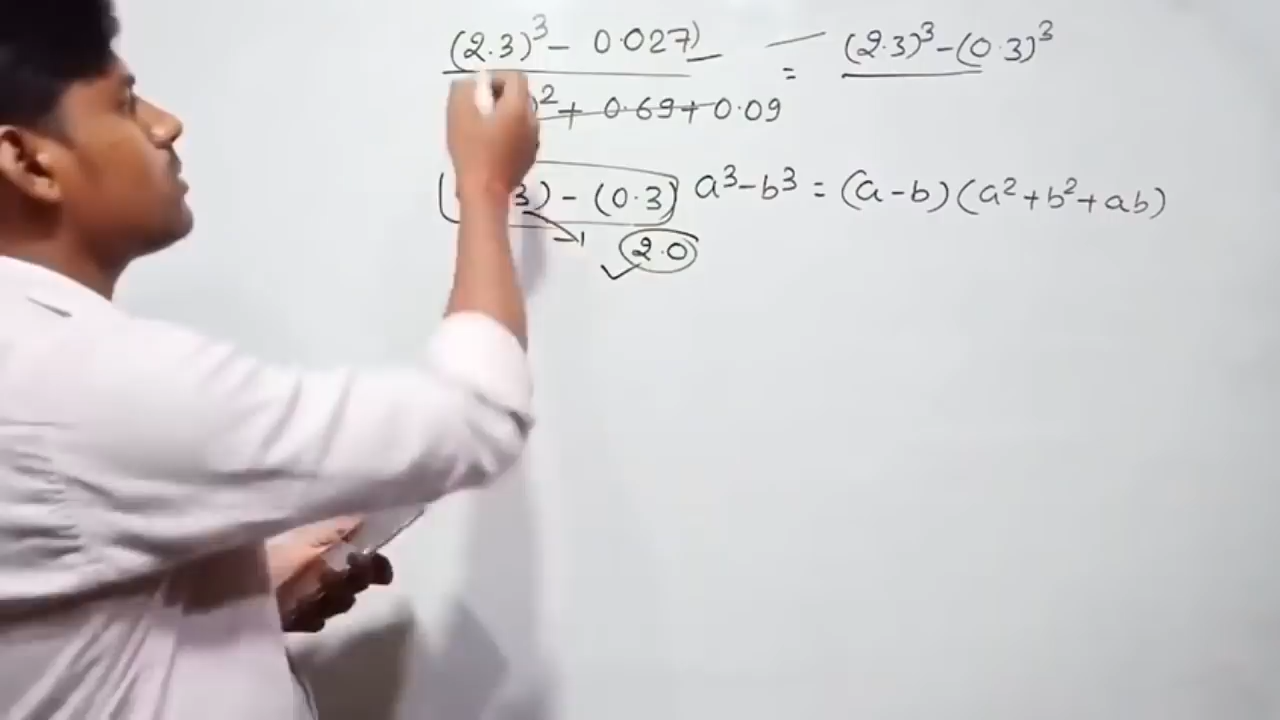 (2.3)³ - 0.027) = (2.3)³-(0.3)³
)² + 0.69+ 0.09
( 3) - (0.3) a³-b³ = (a-b)(a²+b²+ab)
2.0